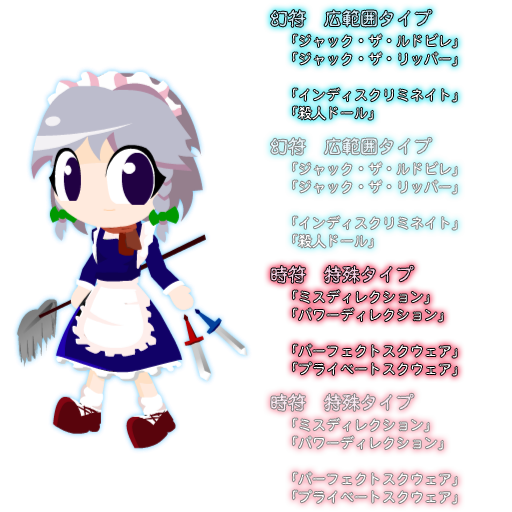 幻符　広範囲タイプ
「ジャック・ザ・ルドビレ」
「ジャック・ザ・リッパー」
「インディスクリミネイト」
「殺人ドール」
幻符　広範囲タイプ
「ジャック・ザ・ルドビレ」
「ジャック・ザ・リッパー」
「インディスクリミネイト」
「殺人ドール」
時符　特殊タイプ
「ミスディレクション」
「パワーディレクション」
「パーフェクトスクウェア」
「プライベートスクウェア」
時符　特殊タイプ
「ミスディレクション」
「パワーディレクション」
「パーフェクトスクウェア」
「プライベートスクウェア」